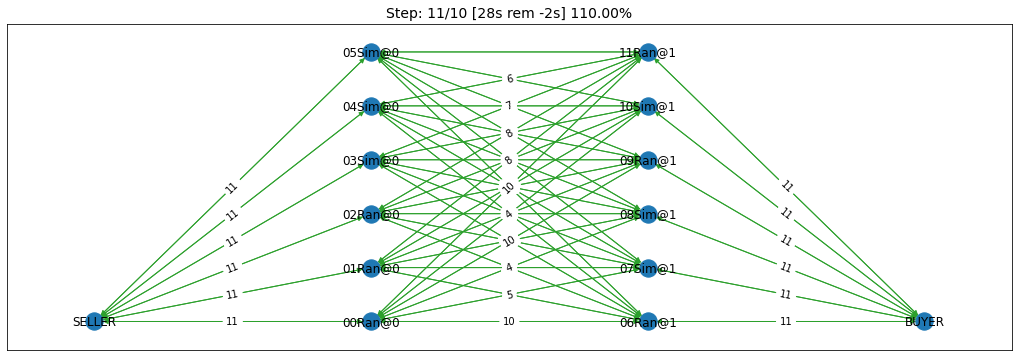 Step: 11/10 [28s rem -2s] 110.00%
05Sim@0 11Ran@1
6
04Sim@0 7 10Sim@1
8
03Sim@0 8 09Ran@1
11 10 11
02Ran@0 11 4 08Sim@1 11
11 10 11
01Ran@0 11 4 07Sim@1 11
11 5 11
SELLER 11 00Ran@0 10 06Ran@1 11 BUYER